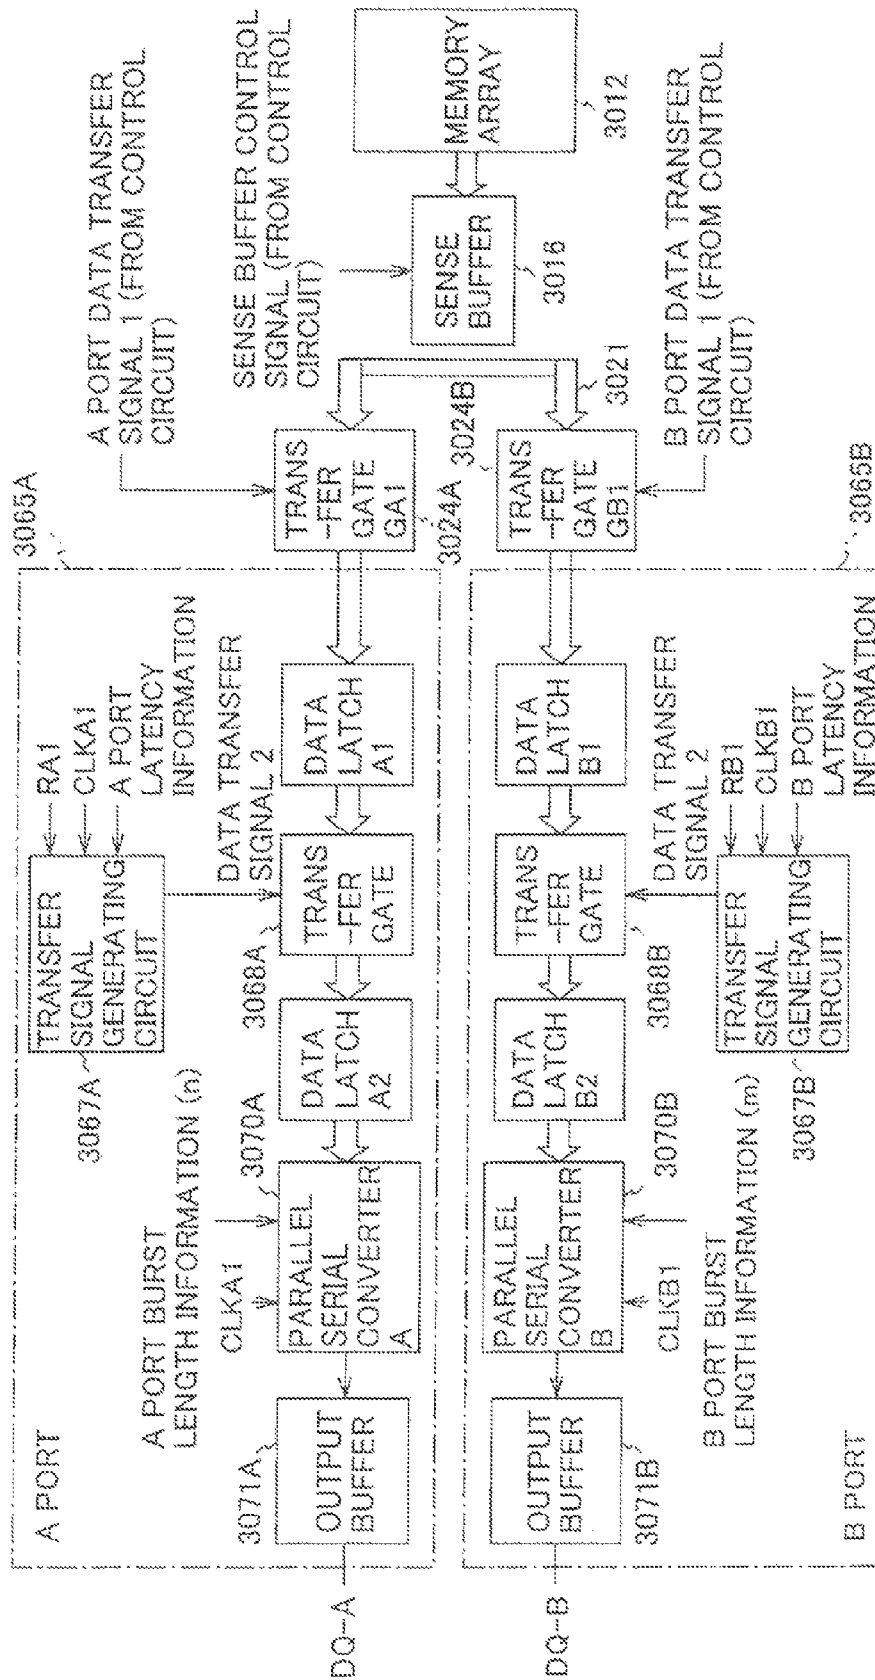 A PORT
3065A
A PORT DATA TRANSFER
SIGNAL 1 (FROM CONTROL
CIRCUIT)
RA1
CLKA1
A PORT
LATENCY
INFORMATION
TRANSFER
SIGNAL
GENERATING
CIRCUIT
3067A
A PORT BURST
LENGTH INFORMATION (n)
CLKA1
DATA TRANSFER
SIGNAL 2
3071A
3070A
3068A
3024A
OUTPUT
BUFFER
PARALLEL
SERIAL
CONVERTER
A
DATA
LATCH
A2
TRANS
-FER
GATE
DATA
LATCH
A1
TRANS
-FER
GATE
GA1
DQ-A
SENSE BUFFER CONTROL
SIGNAL (FROM CONTROL
CIRCUIT)
SENSE
BUFFER
3016
MEMORY
ARRAY
3012
3024B
3021
DQ-B
OUTPUT
BUFFER
PARALLEL
SERIAL
CONVERTER
B
DATA
LATCH
B2
TRANS
-FER
GATE
DATA
LATCH
B1
TRANS
-FER
GATE
GB1
3071B
3070B
3068B
CLKB1
B PORT BURST
LENGTH INFORMATION (m)
DATA TRANSFER
SIGNAL 2
TRANSFER
SIGNAL
GENERATING
CIRCUIT
3067B
RB1
CLKB1
B PORT
LATENCY
INFORMATION
B PORT DATA TRANSFER
SIGNAL 1 (FROM CONTROL
CIRCUIT)
3065B
B PORT